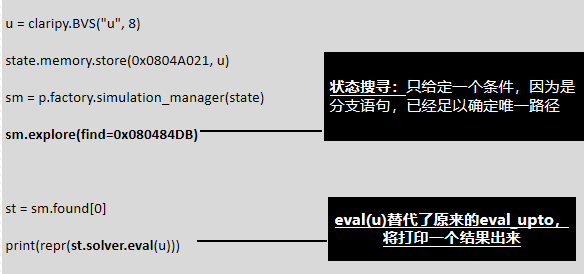 u = claripy.BVS("u", 8)
state.memory.store(0x0804A021, u)
sm = p.factory.simulation_manager(state)
sm.explore(find=0x080484DB)
状态搜寻：只给定一个条件，因为是
分支语句，已经足以确定唯一路径
st = sm.found[0]
print(repr(st.solver.eval(u)))
eval(u)替代了原来的eval_upto，
将打印一个结果出来